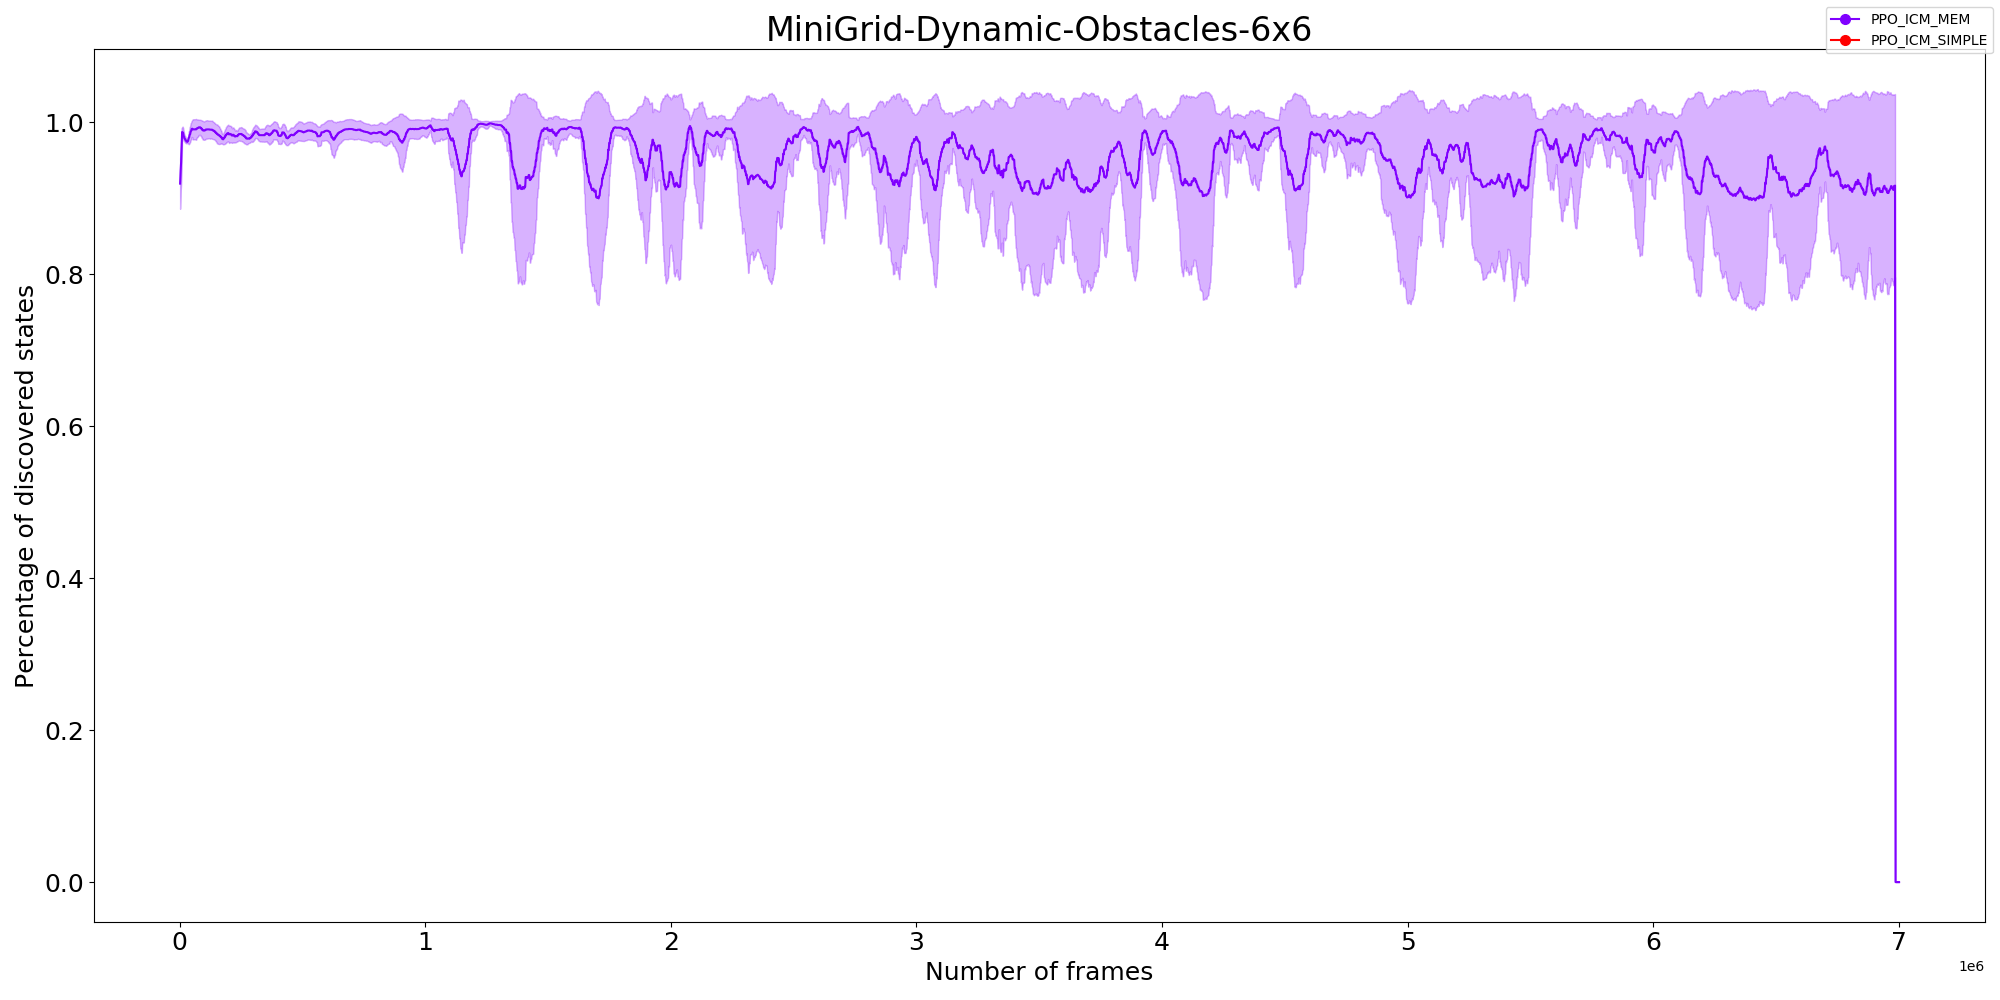 MiniGrid-Dynamic-Obstacles-6x6
PPO_ICM_MEM
PPO_ICM_SIMPLE
Percentage of discovered states
1.0
0.8
0.6
0.4
0.2
0.0
0 1 2 3 4 5 6 7
1e6
Number of frames